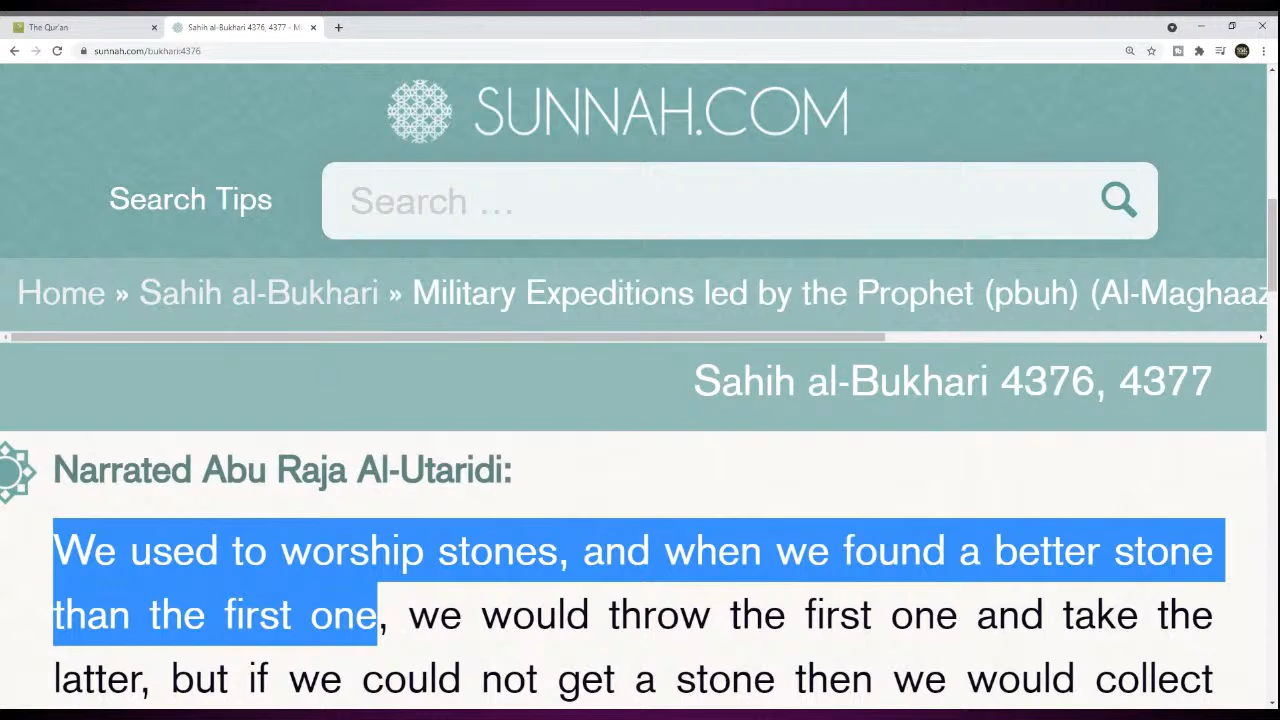 The Qur'an
Sahih al-Bukhari 4376, 4377 - M
sunnah.com/bukhari:4376
SUNNAH.COM
Search Tips
Search ...
Home » Sahih al-Bukhari » Military Expeditions led by the Prophet (pbuh) (Al-Maghaaz
Sahih al-Bukhari 4376, 4377
Narrated Abu Raja Al-Utaridi:
We used to worship stones, and when we found a better stone
than the first one, we would throw the first one and take the
latter, but if we could not get a stone then we would collect